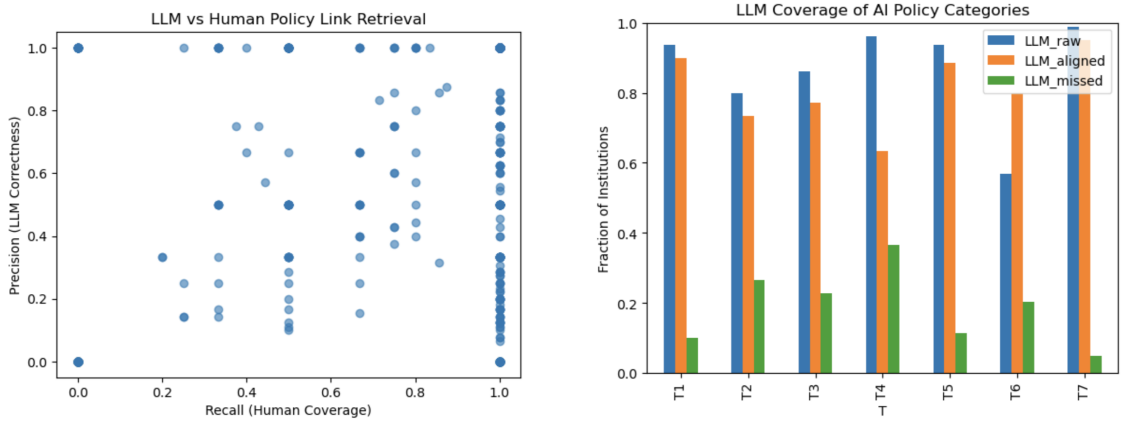 LLM vs Human Policy Link Retrieval
1.0
0.8
0.6
0.4
0.2
0.0
Precision (LLM Correctness)
0.0 0.2 0.4 0.6 0.8 1.0
Recall (Human Coverage)
LLM Coverage of AI Policy Categories
1.0
0.8
0.6
0.4
0.2
0.0
Fraction of Institutions
LLM_raw
LLM_aligned
LLM_missed
T1 T2 T3 T4 T5 T6 T7
T